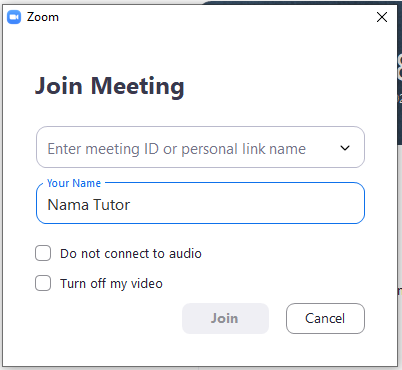 Zoom
Join Meeting
Enter meeting ID or personal link name
Your Name
Nama Tutor
Do not connect to audio
Turn off my video
Join
Cancel